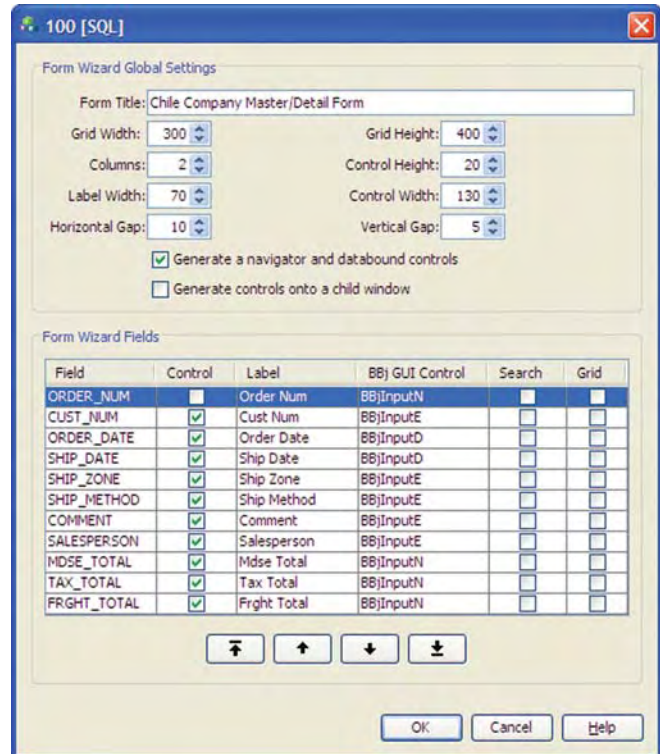 100 [SQL]
Form Wizard Global Settings
Form Title: Chile Company Master/Detail Form
Grid Width: 300 Grid Height: 400
Columns: 2 Control Height: 20
Label Width: 70 Control Width: 130
Horizontal Gap: 10 Vertical Gap: 5
Generate a navigator and databound controls
Generate controls onto a child window
Form Wizard Fields
Field Control Label BBj GUI Control Search Grid
ORDER_NUM Order Num BBjInputN
CUST_NUM Cust Num BBjInputE
ORDER_DATE Order Date BBjInputD
SHIP_DATE Ship Date BBjInputD
SHIP_ZONE Ship Zone BBjInputE
SHIP_METHOD Ship Method BBjInputE
COMMENT Comment BBjInputE
SALESPERSON Salesperson BBjInputE
MDSE_TOTAL Mdse Total BBjInputN
TAX_TOTAL Tax Total BBjInputN
FRGHT_TOTAL Frght Total BBjInputN
OK Cancel Help